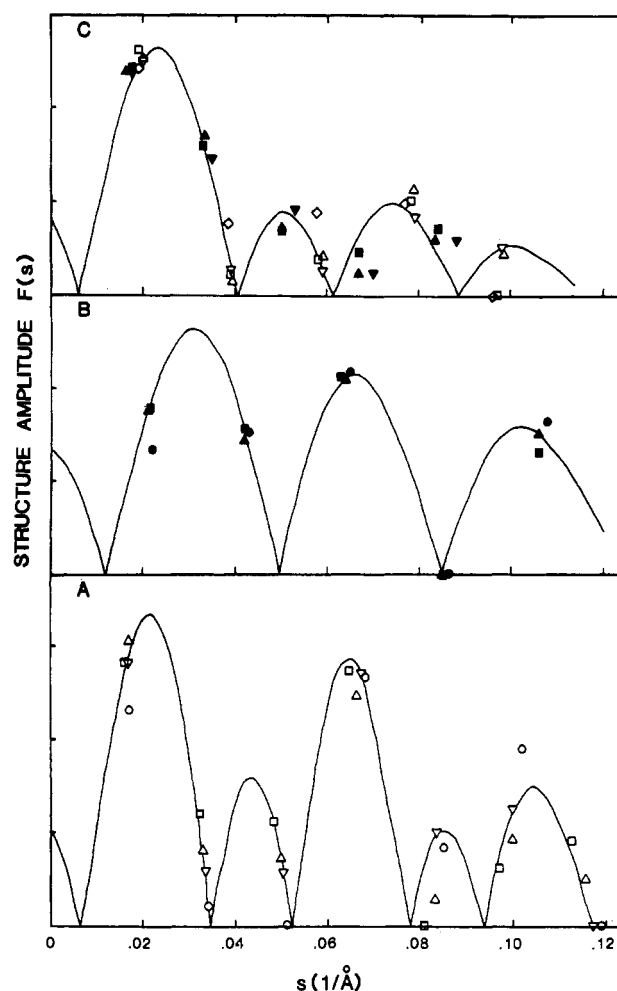 C
B
A
STRUCTURE AMPLITUDE F(s)
0 .02 .04 .06 .08 .10 .12
s(1/Å)